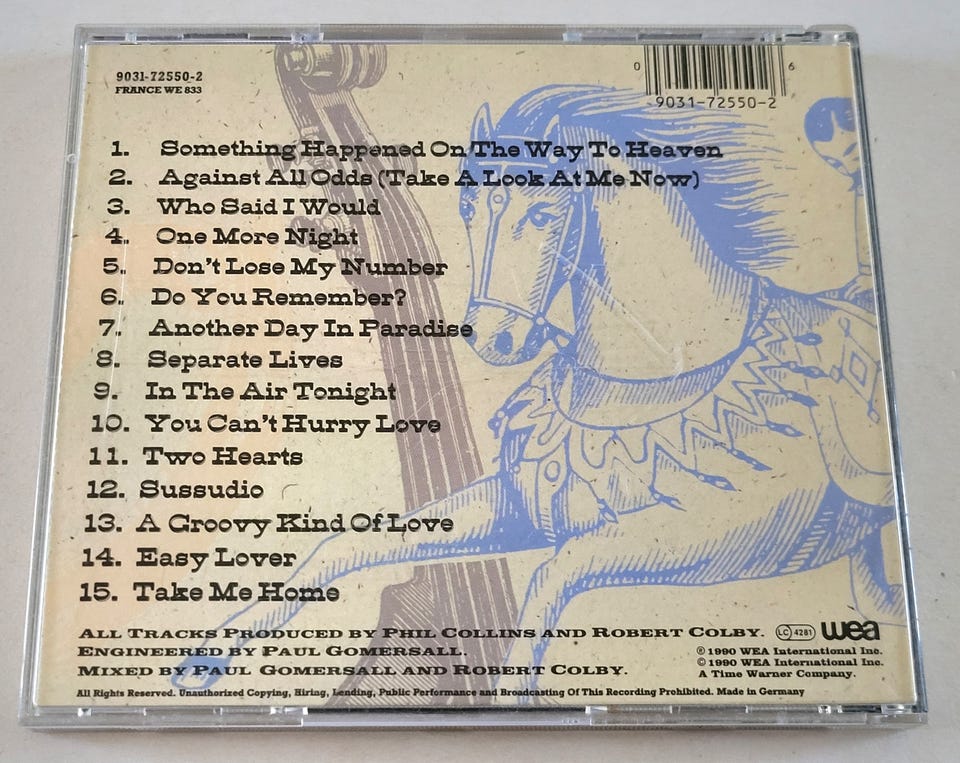 9031-72550-2
FRANCE WE 833
0 6
9031-72550-2
1. Something Happened On The Way To Heaven
2. Against All Odds (Take A Look At Me Now)
3. Who Said I Would
4. One More Night
5. Don't Lose My Number
6. Do You Remember?
7. Another Day In Paradise
8. Separate Lives
9. In The Air Tonight
10. You Can't Hurry Love
11. Two Hearts
12. Sussudio
13. A Groovy Kind Of Love
14. Easy Lover
15. Take Me Home
ALL TRACKS PRODUCED BY PHIL COLLINS AND ROBERT COLBY.
ENGINEERED BY PAUL GOMERSALL.
MIXED BY PAUL GOMERSALL AND ROBERT COLBY.
LC 4281 wea
℗ 1990 WEA International Inc.
© 1990 WEA International Inc.
A Time Warner Company.
All Rights Reserved. Unauthorized Copying, Hiring, Lending, Public Performance and Broadcasting Of This Recording Prohibited. Made in Germany